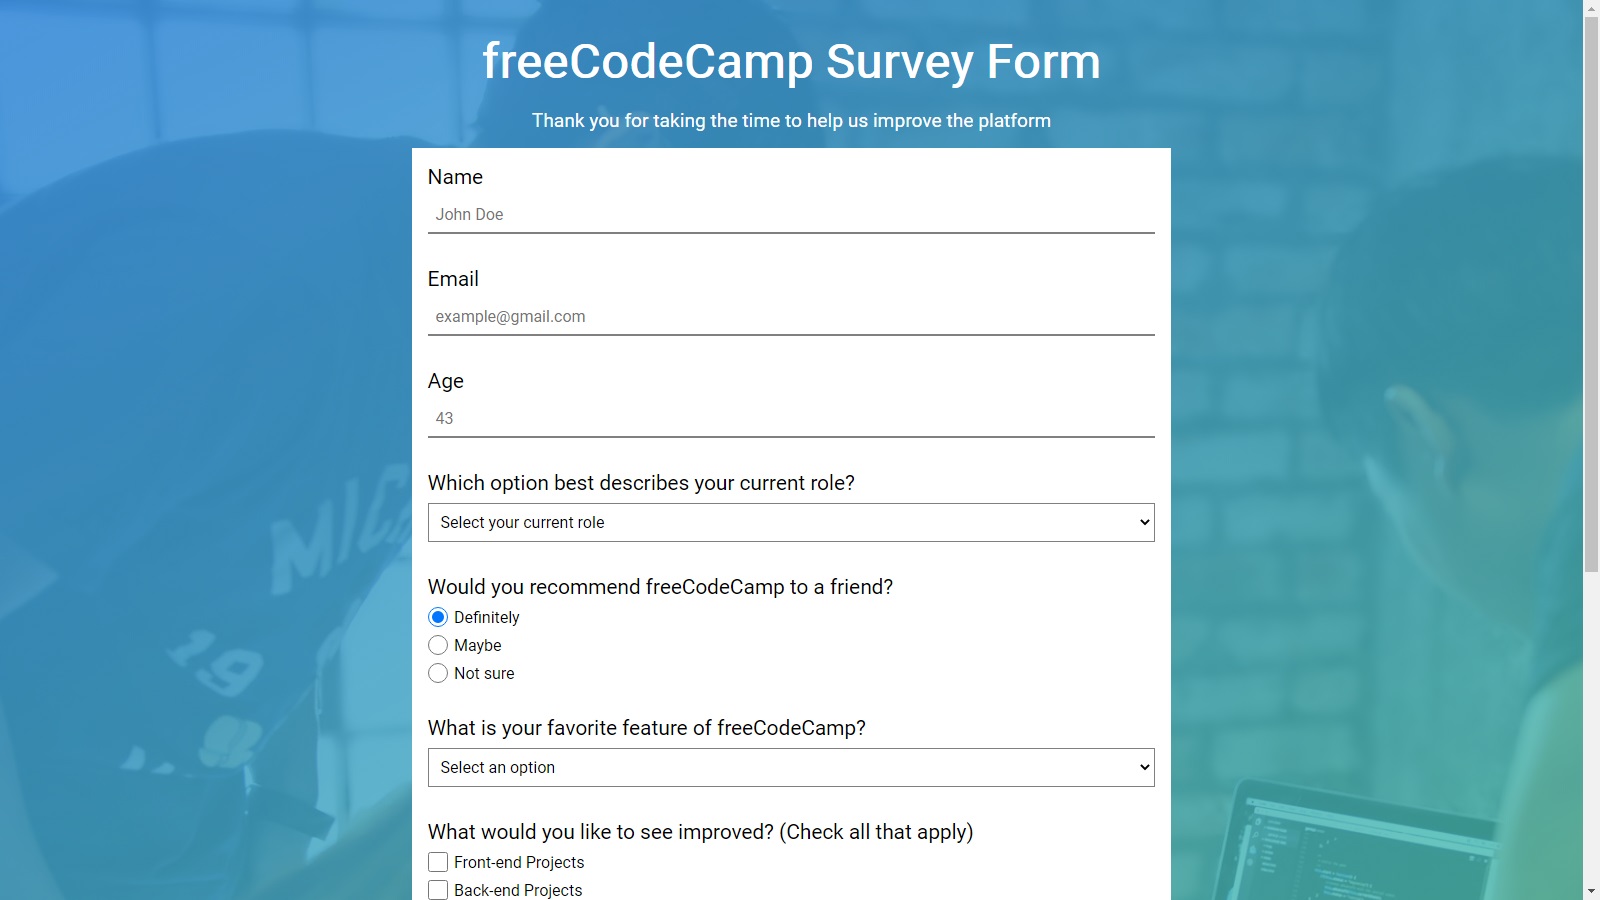 freeCodeCamp Survey Form
Thank you for taking the time to help us improve the platform
Name
John Doe
Email
example@gmail.com
Age
43
Which option best describes your current role?
Select your current role
Would you recommend freeCodeCamp to a friend?
Definitely
Maybe
Not sure
What is your favorite feature of freeCodeCamp?
Select an option
What would you like to see improved? (Check all that apply)
Front-end Projects
Back-end Projects
19